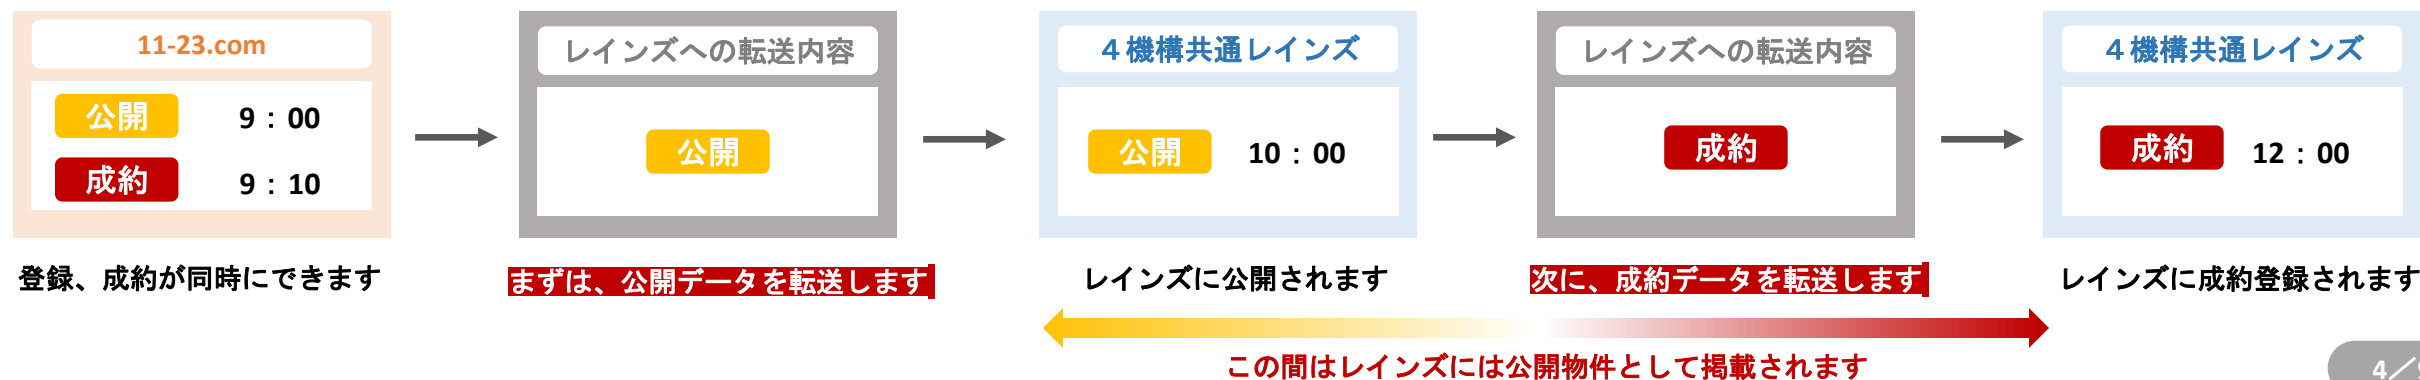 11-23.com
公開 9：00
成約 9：10
登録、成約が同時にできます
レインズへの転送内容
公開
まずは、公開データを転送します
４機構共通レインズ
公開 10：00
レインズに公開されます
レインズへの転送内容
成約
次に、成約データを転送します
４機構共通レインズ
成約 12：00
レインズに成約登録されます
この間はレインズには公開物件として掲載されます
4／